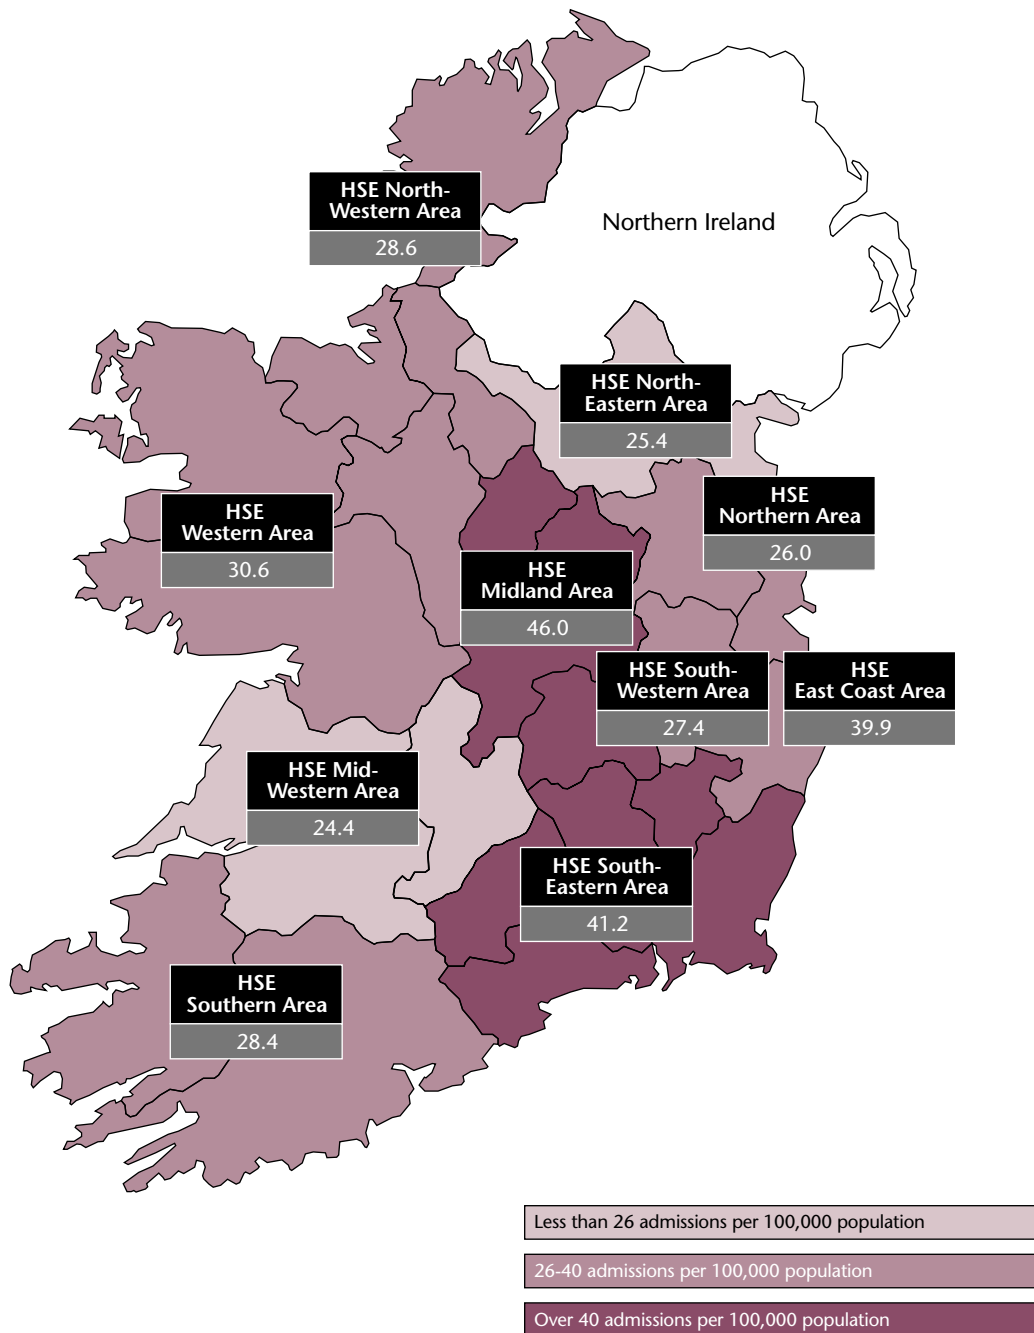 HSE North-
Western Area
28.6
Northern Ireland
HSE North-
Eastern Area
25.4
HSE
Northern Area
26.0
HSE
Western Area
30.6
HSE
Midland Area
46.0
HSE South-
Western Area
27.4
HSE
East Coast Area
39.9
HSE Mid-
Western Area
24.4
HSE South-
Eastern Area
41.2
HSE
Southern Area
28.4
Less than 26 admissions per 100,000 population
26-40 admissions per 100,000 population
Over 40 admissions per 100,000 population